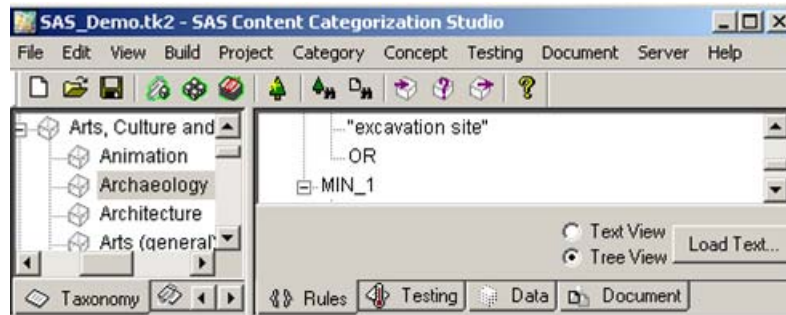 SAS_Demo.tk2 - SAS Content Categorization Studio
File Edit View Build Project Category Concept Testing Document Server Help
Arts, Culture and
Animation
Archaeology
Architecture
Arts (general)
"excavation site"
OR
MIN_1
Text View
Tree View
Load Text...
Taxonomy
Rules Testing Data Document